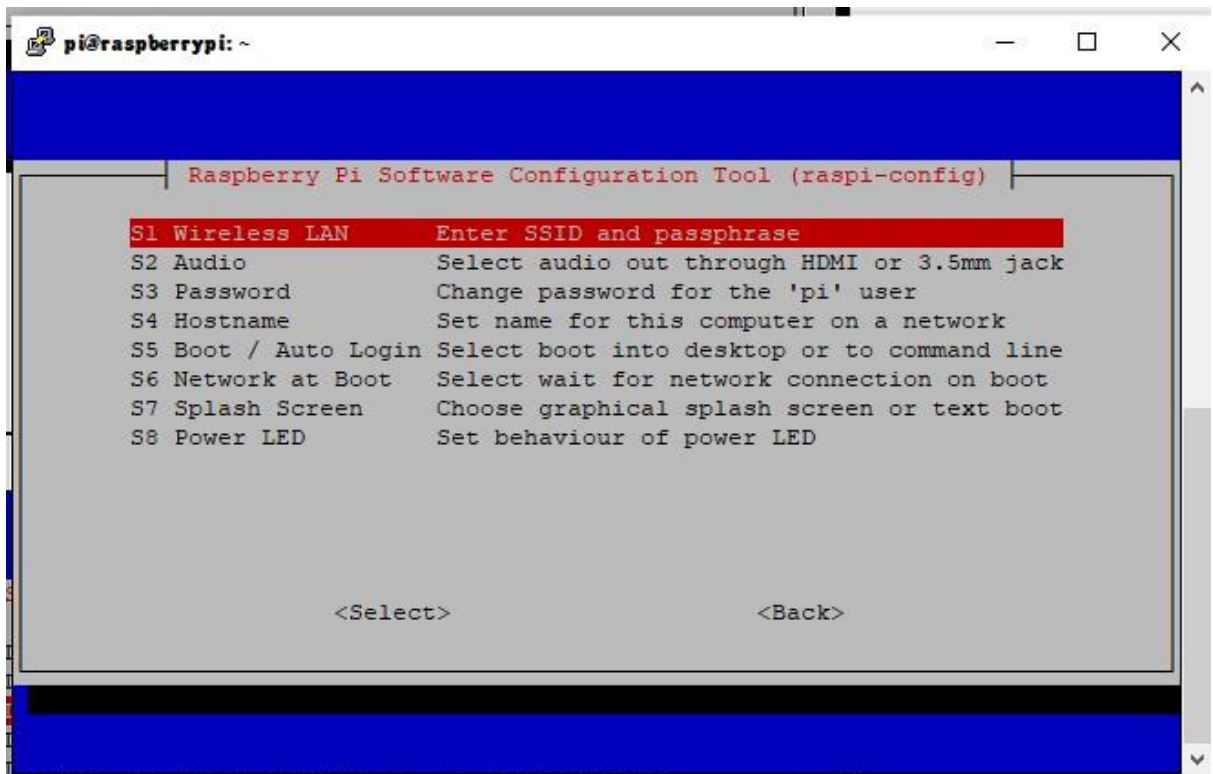 pi@raspberrypi: ~
Raspberry Pi Software Configuration Tool (raspi-config)
S1 Wireless LAN Enter SSID and passphrase
S2 Audio Select audio out through HDMI or 3.5mm jack
S3 Password Change password for the 'pi' user
S4 Hostname Set name for this computer on a network
S5 Boot / Auto Login Select boot into desktop or to command line
S6 Network at Boot Select wait for network connection on boot
S7 Splash Screen Choose graphical splash screen or text boot
S8 Power LED Set behaviour of power LED
<Select> <Back>